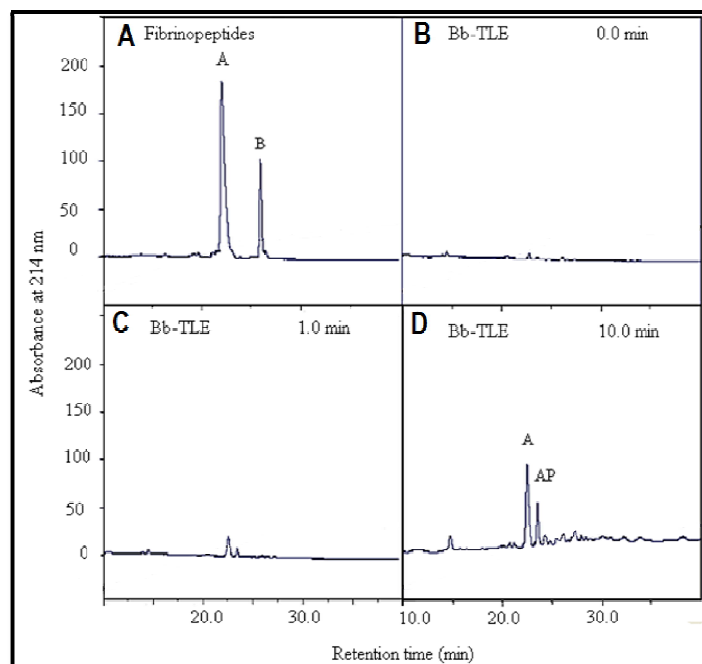 A Fibrinopeptides
A
B
200
150
100
50
0
B Bb-TLE 0.0 min
C Bb-TLE 1.0 min
200
150
100
50
0
D Bb-TLE 10.0 min
A
AP
Absorbance at 214 nm
20.0 30.0 10.0 20.0 30.0
Retention time (min)